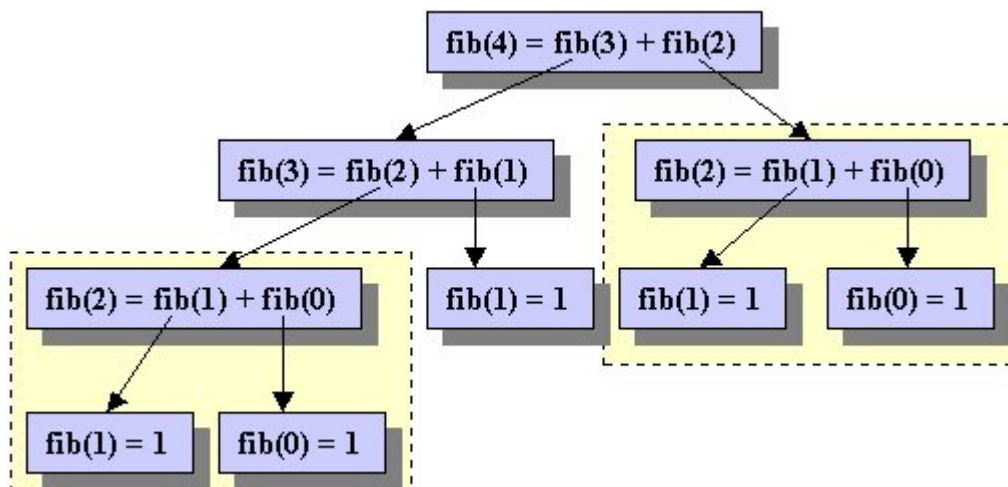 fib(4) = fib(3) + fib(2)
fib(3) = fib(2) + fib(1)
fib(2) = fib(1) + fib(0)
fib(2) = fib(1) + fib(0)
fib(1) = 1
fib(1) = 1
fib(0) = 1
fib(1) = 1
fib(0) = 1